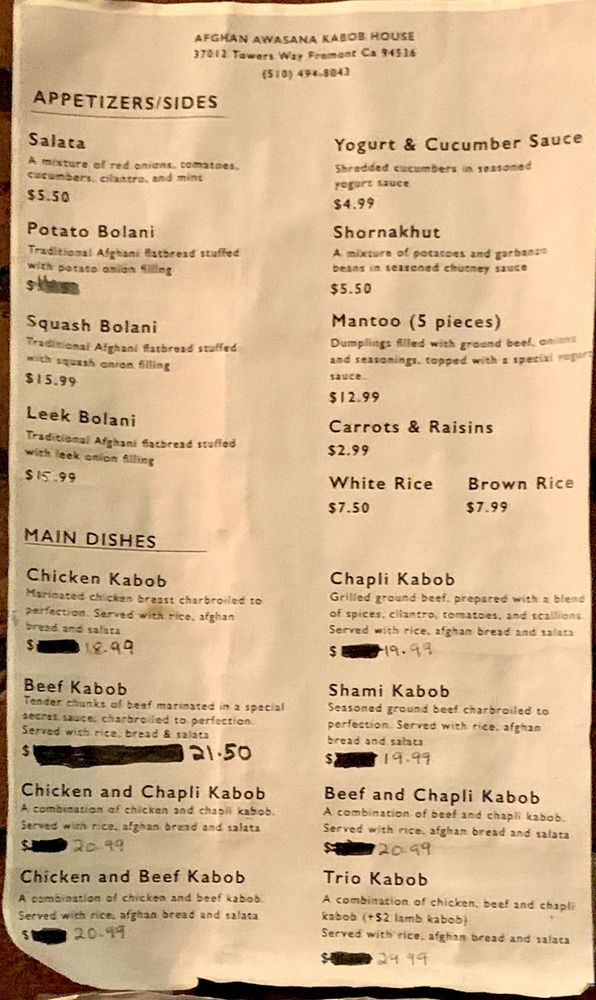 AFGHAN AWASANA KABOB HOUSE
37012 Towers Way Fremont Ca 94536
(510) 494-8043
APPETIZERS/SIDES
Salata
A mixture of red onions, tomatoes,
cucumbers, cilantro, and mint
$5.50
Potato Bolani
Traditional Afghani flatbread stuffed
with potato onion filling
$
Squash Bolani
Traditional Afghani flatbread stuffed
with squash onion filling
$15.99
Leek Bolani
Traditional Afghani flatbread stuffed
with leek onion filling
$15.99
Yogurt & Cucumber Sauce
Shredded cucumbers in seasoned
yogurt sauce
$4.99
Shornakhut
A mixture of potatoes and garbanzo
beans in seasoned chutney sauce
$5.50
Mantoo (5 pieces)
Dumplings filled with ground beef, onions
and seasonings, topped with a special yogurt
sauce.
$12.99
Carrots & Raisins
$2.99
White Rice
$7.50
Brown Rice
$7.99
MAIN DISHES
Chicken Kabob
Marinated chicken breast charbroiled to
perfection. Served with rice, afghan
bread and salata
$ 18.99
Beef Kabob
Tender chunks of beef marinated in a special
secret sauce, charbroiled to perfection.
Served with rice, bread & salata
$ 21.50
Chicken and Chapli Kabob
A combination of chicken and chapli kabob.
Served with rice, afghan bread and salata
$ 20.99
Chicken and Beef Kabob
A combination of chicken and beef kabob.
Served with rice, afghan bread and salata
$ 20.99
Chapli Kabob
Grilled ground beef, prepared with a blend
of spices, cilantro, tomatoes, and scallions.
Served with rice, afghan bread and salata
$ 19.99
Shami Kabob
Seasoned ground beef charbroiled to
perfection. Served with rice, afghan
bread and salata
$ 19.99
Beef and Chapli Kabob
A combination of beef and chapli kabob.
Served with rice, afghan bread and salata
$ 20.99
Trio Kabob
A combination of chicken, beef and chapli
kabob (+$2 lamb kabob)
Served with rice, afghan bread and salata
$ 24.99